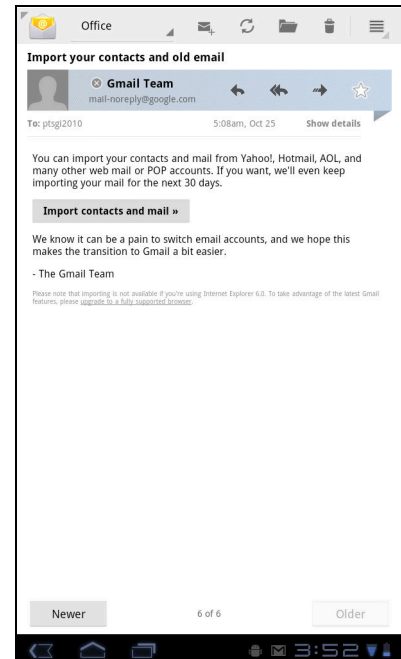 Office
Import your contacts and old email
Gmail Team
mail-noreply@google.com
To: ptsgi2010 5:08am, Oct 25 Show details
You can import your contacts and mail from Yahoo!, Hotmail, AOL, and
many other web mail or POP accounts. If you want, we'll even keep
importing your mail for the next 30 days.
Import contacts and mail »
We know it can be a pain to switch email accounts, and we hope this
makes the transition to Gmail a bit easier.
- The Gmail Team
Please note that importing is not available if you're using Internet Explorer 6.0. To take advantage of the latest Gmail
features, please upgrade to a fully supported browser.
Newer 6 of 6 Older
3:52